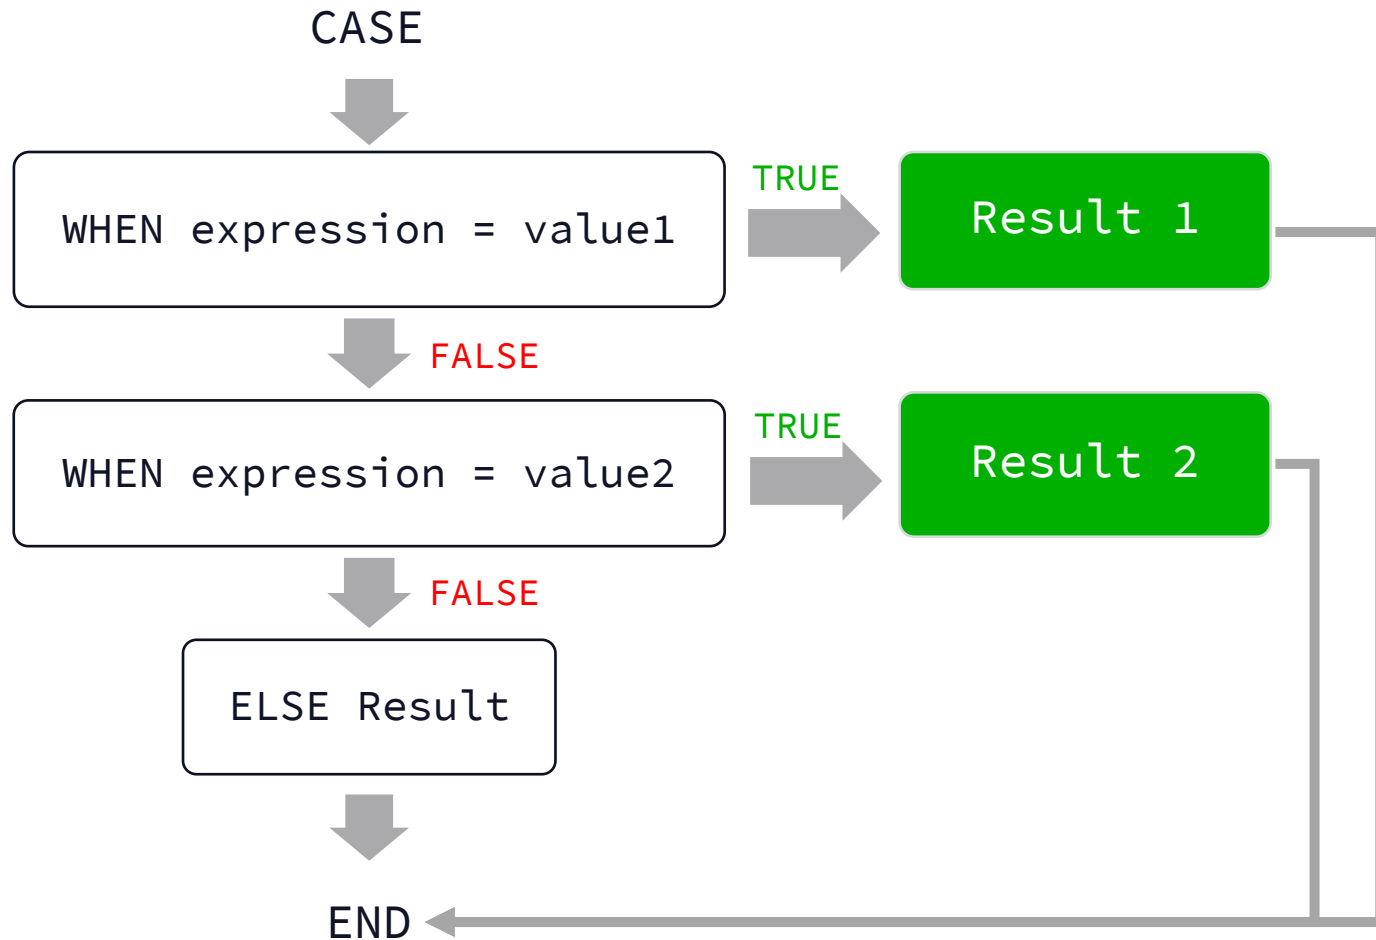 CASE
WHEN expression = value1
TRUE
Result 1
FALSE
WHEN expression = value2
TRUE
Result 2
FALSE
ELSE Result
END